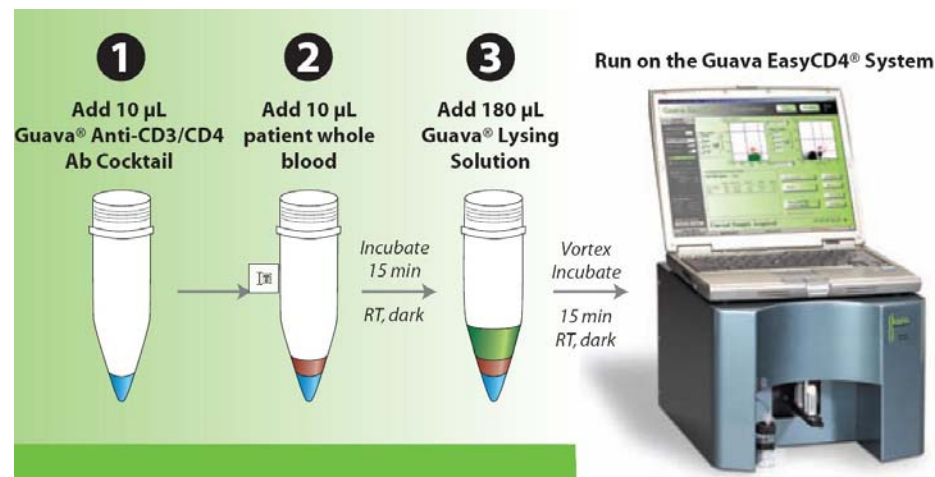 1
Add 10 µL
Guava® Anti-CD3/CD4
Ab Cocktail
2
Add 10 µL
patient whole
blood
Incubate
15 min
RT, dark
3
Add 180 µL
Guava® Lysing
Solution
Vortex
Incubate
15 min
RT, dark
Run on the Guava EasyCD4® System